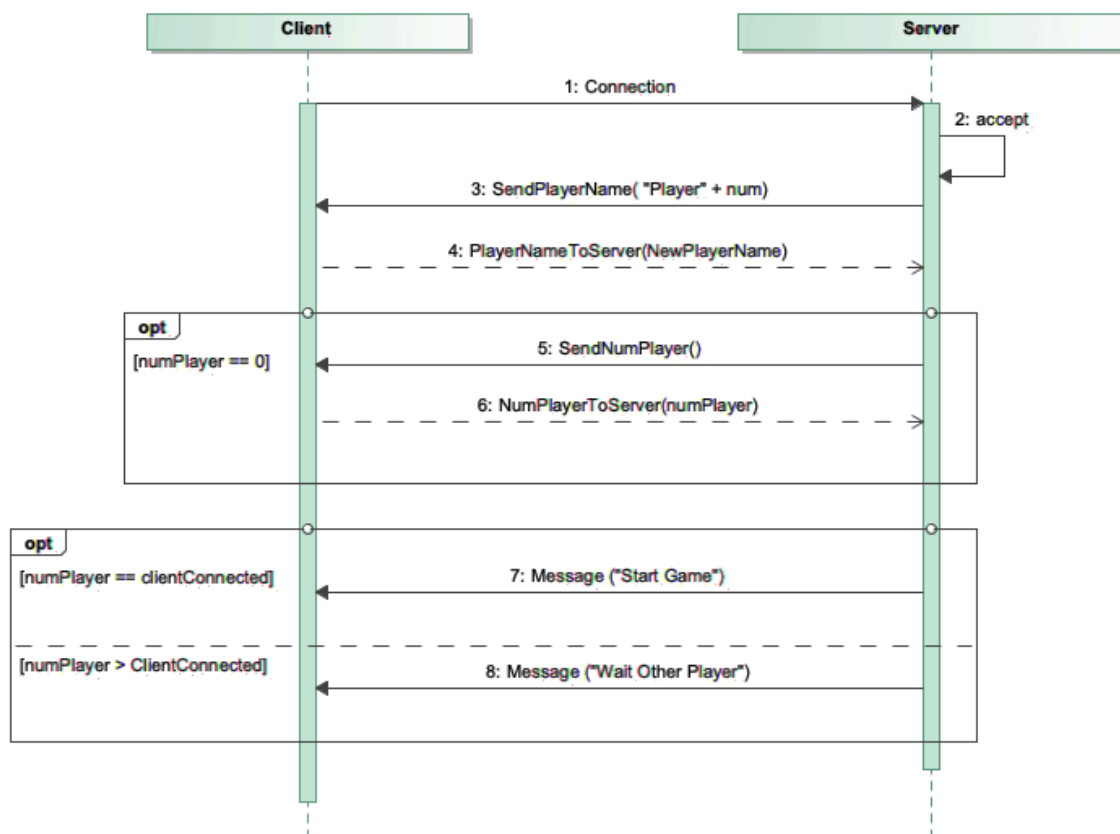 Client
Server
1: Connection
2: accept
3: SendPlayerName( "Player" + num)
4: PlayerNameToServer(NewPlayerName)
opt
[numPlayer == 0]
5: SendNumPlayer()
6: NumPlayerToServer(numPlayer)
opt
[numPlayer == clientConnected]
7: Message ("Start Game")
[numPlayer > ClientConnected]
8: Message ("Wait Other Player")